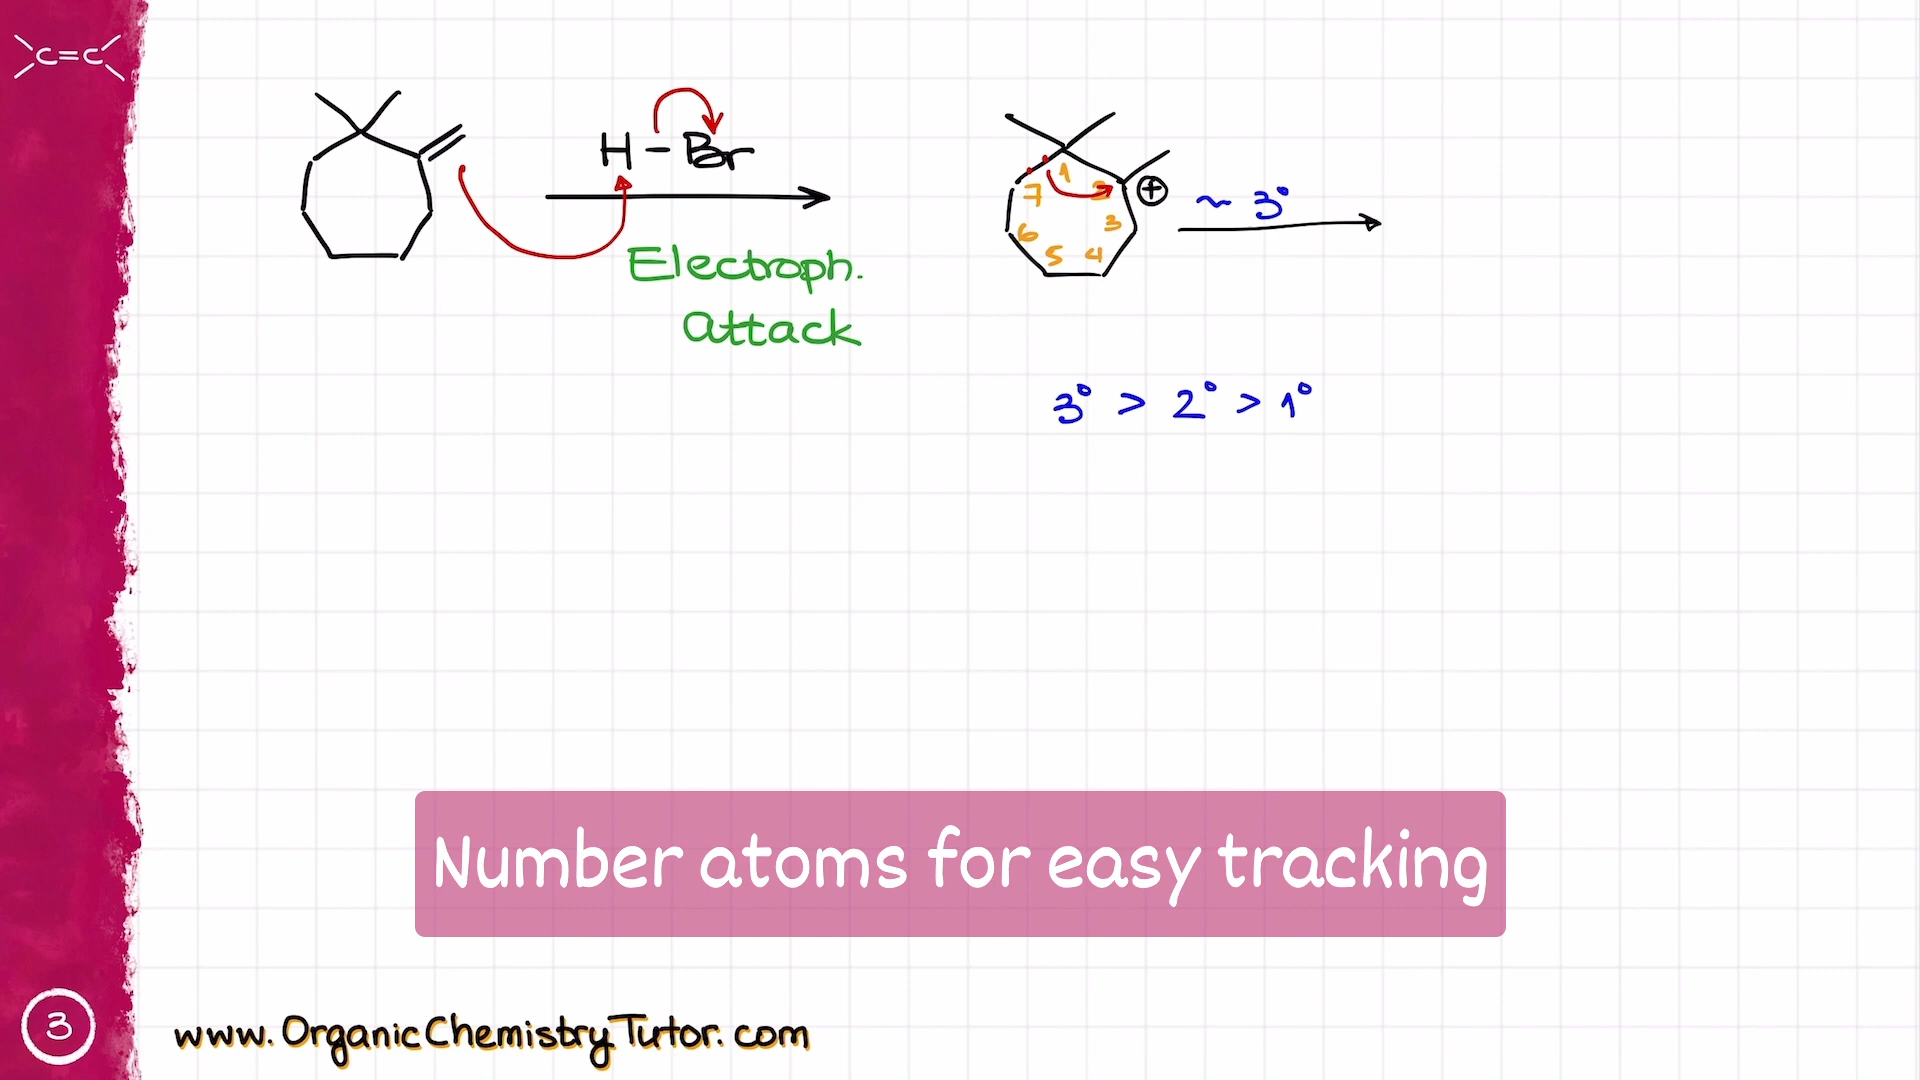 C=C
H-Br
Electroph.
attack
1
2
3
4
5
6
7
+
~ 3°
3° > 2° > 1°
Number atoms for easy tracking
3
www.OrganicChemistryTutor.com